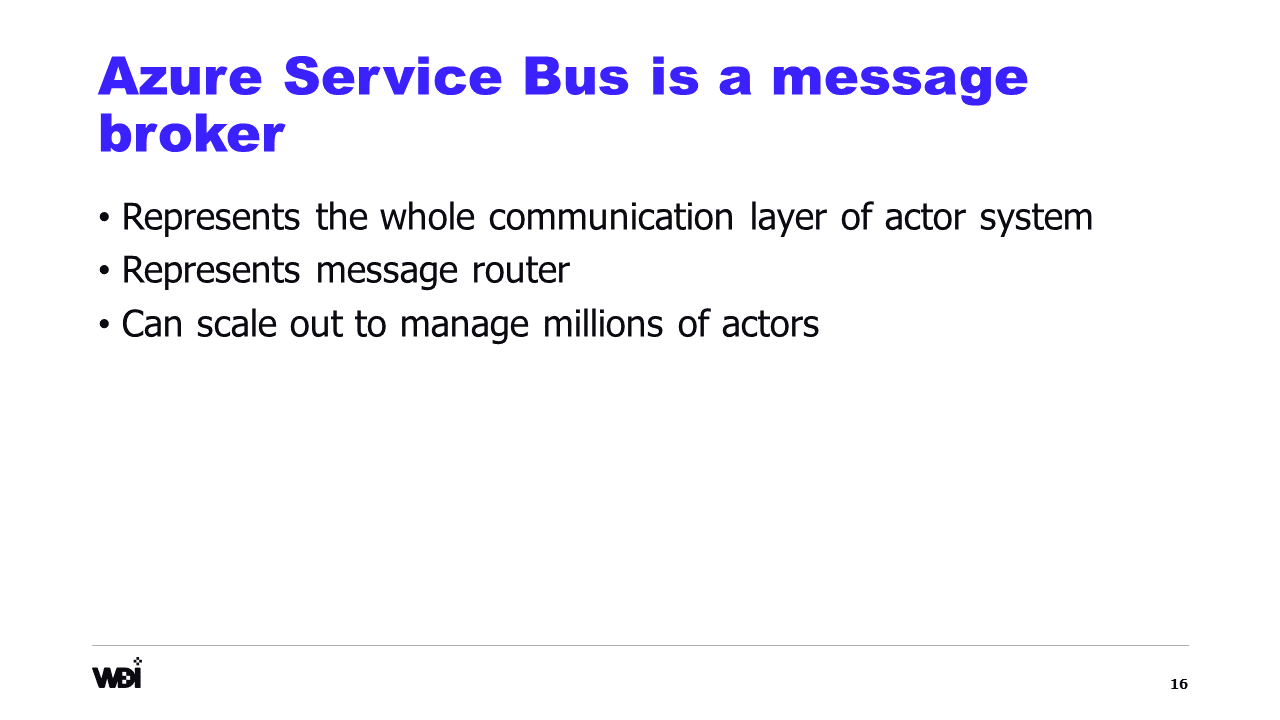 Azure Service Bus is a message
broker
• Represents the whole communication layer of actor system
• Represents message router
• Can scale out to manage millions of actors
WDI
16